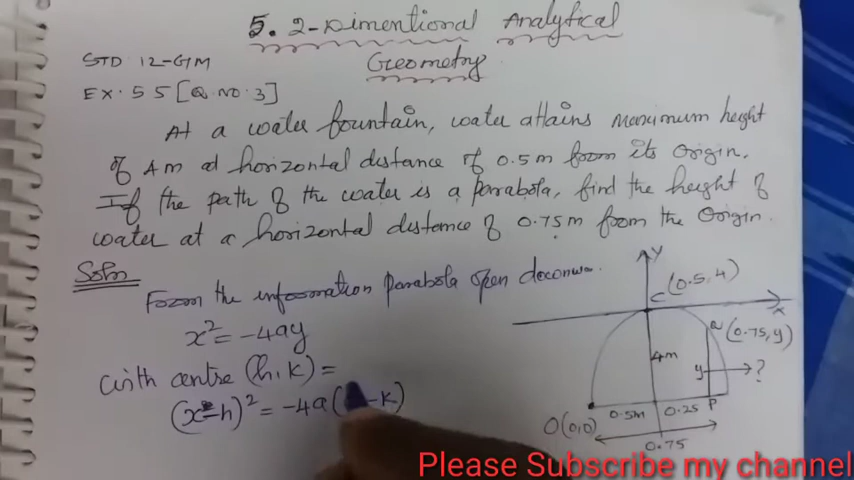 5. 2-Dimentional Analytical
Geometry
STD 12-GIM
EX. 5 5 [Q. NO. 3]
At a water fountain, water attains maximum height
of 4m at horizontal distance of 0.5m from its origin.
If the path of the water is a parabola, find the height of
water at a horizontal distance of 0.75m from the Origin.
Soln
From the information parabola open
x² = -4ay
with centre (h, k) =
(x-h)² = -4a( -k)
Y
C (0.5, 4)
X
Q (0.75, y)
4m
y → ?
0.5m 0.25 P
O(0,0)
0.75
Please Subscribe my channel